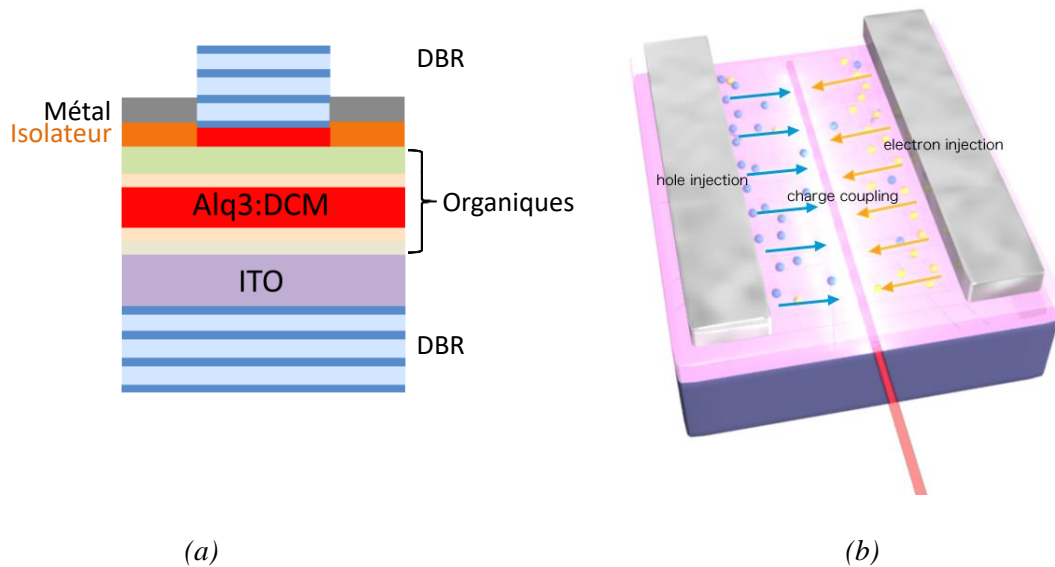 DBR
Métal
Isolateur
Alq3:DCM
Organiques
ITO
DBR
hole injection
electron injection
charge coupling
(a)
(b)